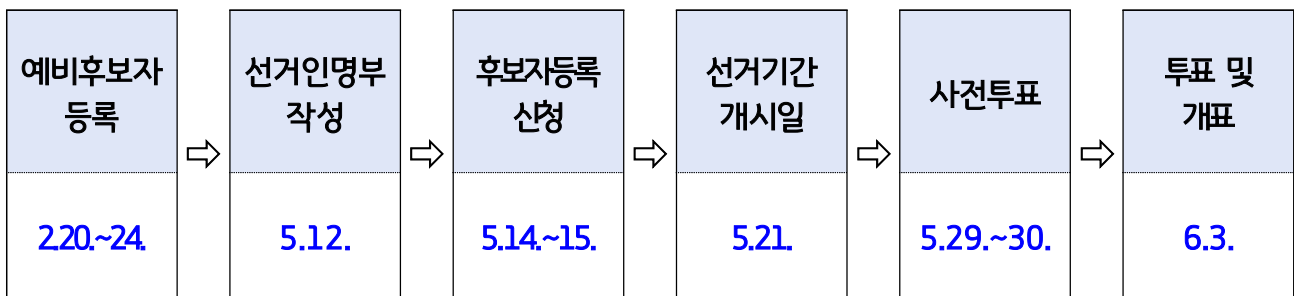 예비후보자
등록
2.20.~24.
⇨
선거인명부
작성
5.12.
⇨
후보자등록
신청
5.14.~15.
⇨
선거기간
개시일
5.21.
⇨
사전투표
5.29.~30.
⇨
투표 및
개표
6.3.